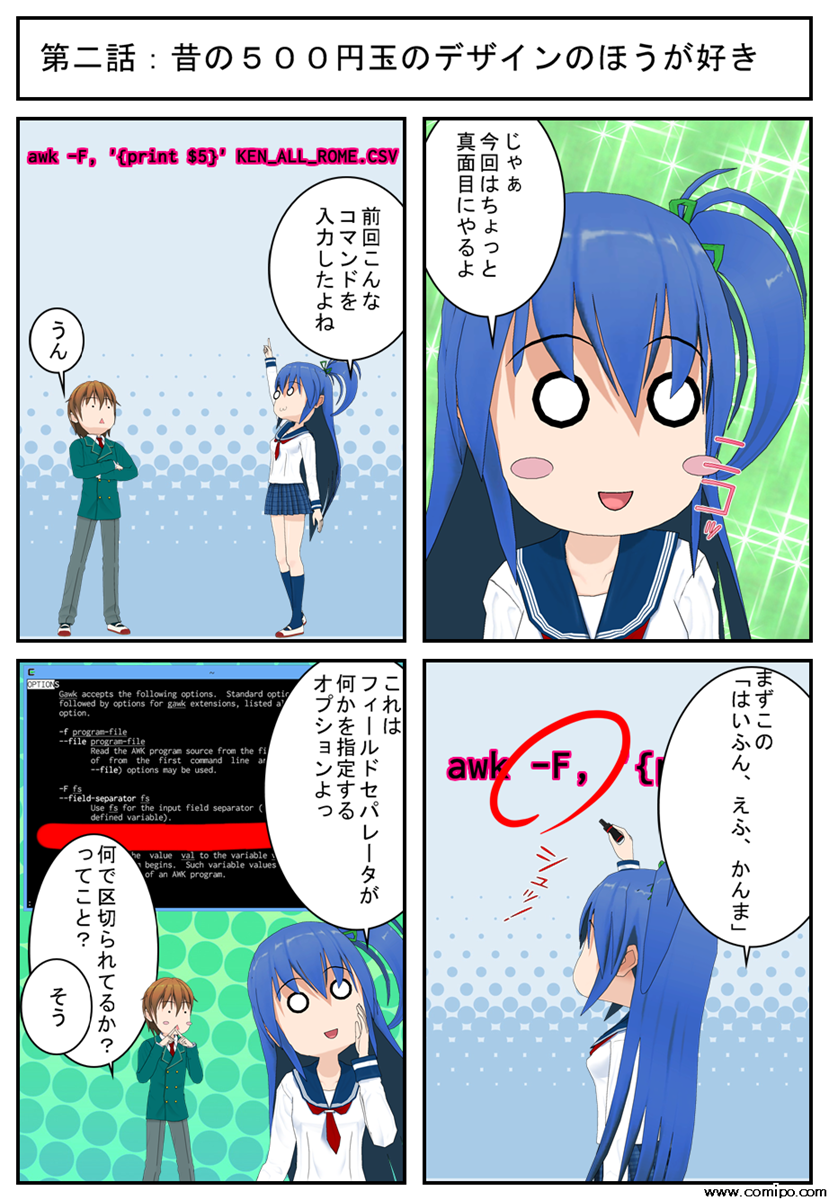 第二話：昔の５００円玉のデザインのほうが好き
じゃぁ
今回はちょっと
真面目にやるよ
ニコッ
awk -F, '{print $5}' KEN_ALL_ROME.CSV
前回こんな
コマンドを
入力したよね
うん
まずこの
「はいふん、えふ、かんま」
awk -F, '{p
シュッ
これは
フィールドセパレータが
何かを指定する
オプションよっ
OPTIONS
Gawk accepts the following options. Standard optio
followed by options for gawk extensions, listed al
option.
-f program-file
--file program-file
Read the AWK program source from the fi
of from the first command line ar
--file) options may be used.
-F fs
--field-separator fs
Use fs for the input field separator (
defined variable).
he value val to the variable
n begins. Such variable values
of an AWK program.
:
何で区切られてるか？
ってこと？
そう
www.comipo.com